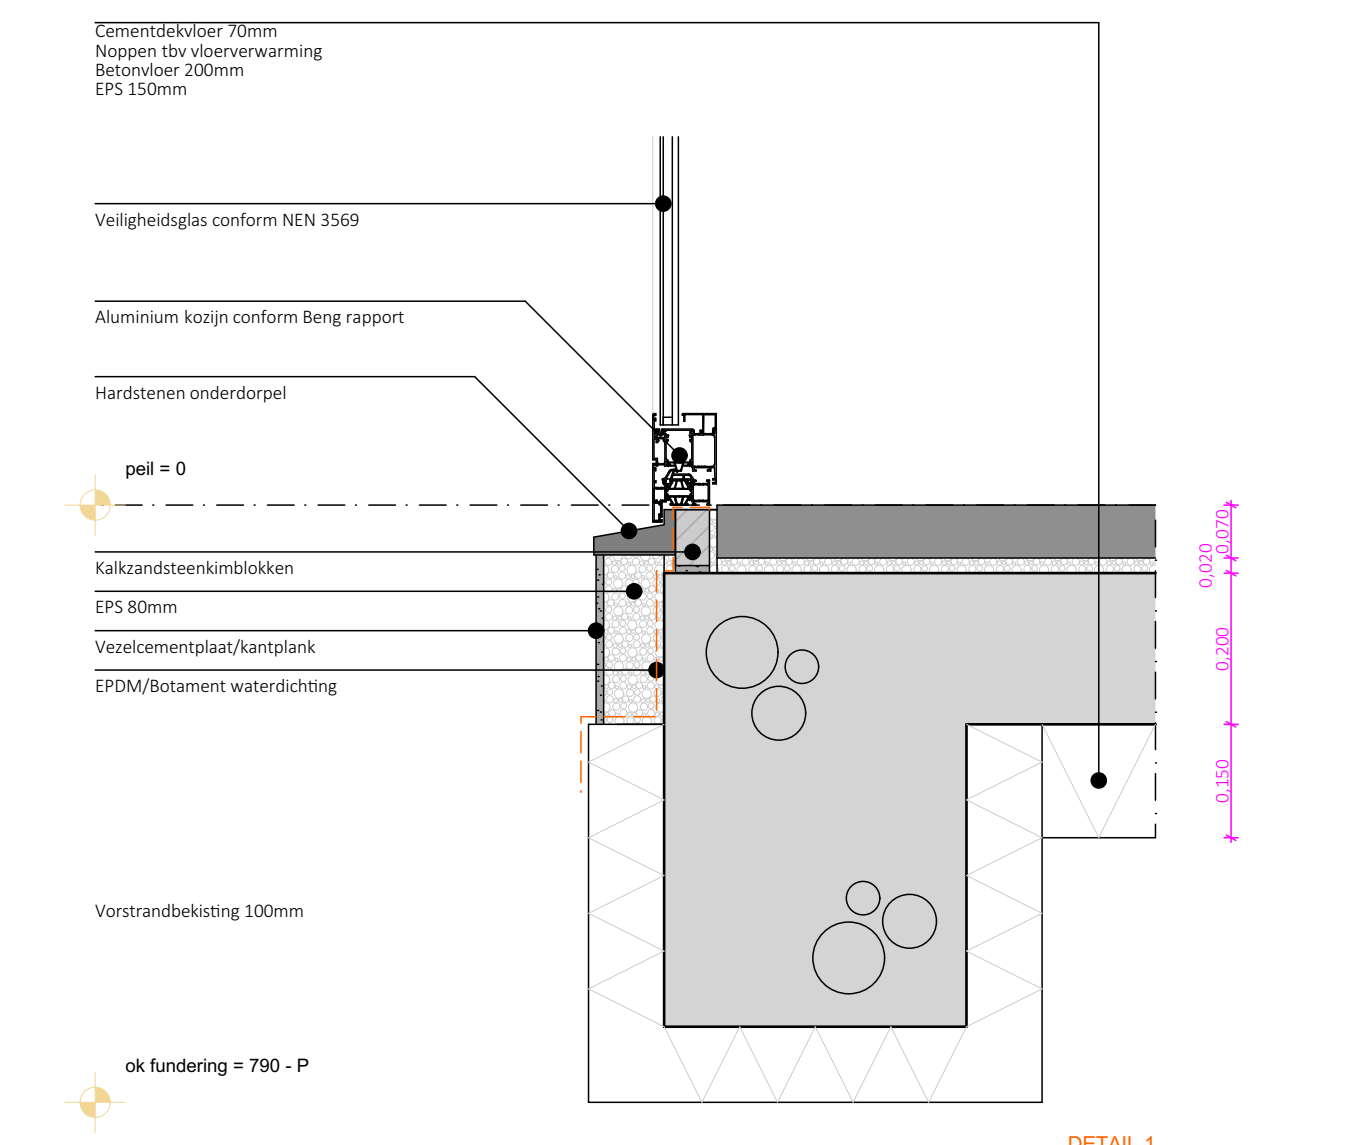 Cementdekvloer 70mm
Noppen tbv vloerverwarming
Betonvloer 200mm
EPS 150mm
Veiligheidsglas conform NEN 3569
Aluminium kozijn conform Beng rapport
Hardstenen onderdorpel
peil = 0
Kalkzandsteenkimblokken
EPS 80mm
Vezelcementplaat/kantplank
EPDM/Botament waterdichting
0,070
0,020
0,200
0,150
Vorstrandbekisting 100mm
ok fundering = 790 - P
DETAIL 1